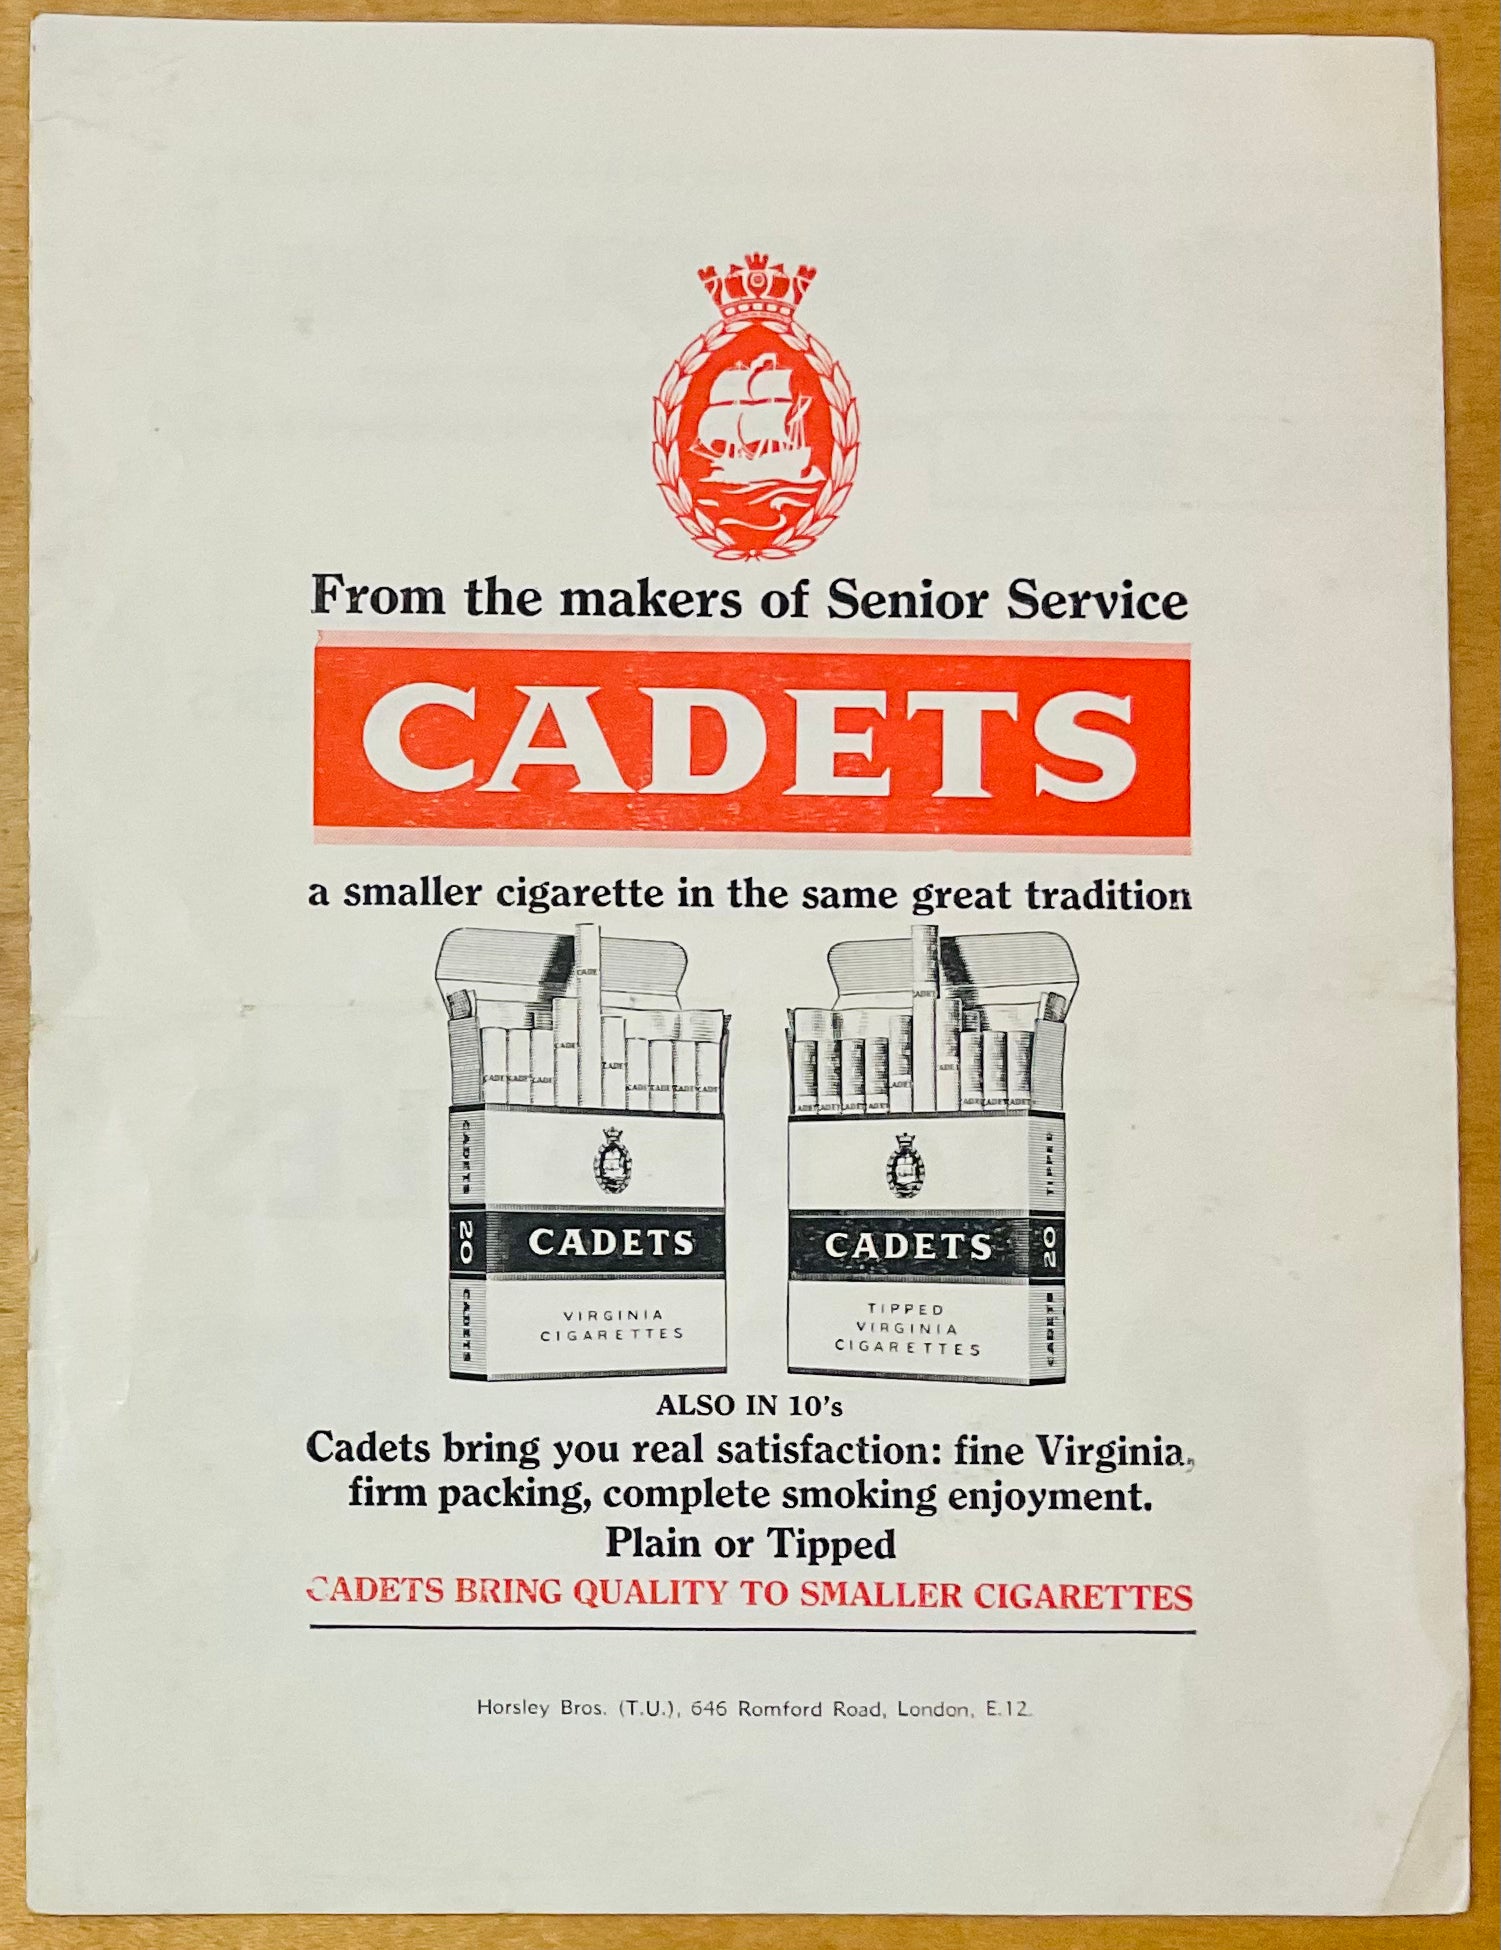 From the makers of Senior Service
CADETS
a smaller cigarette in the same great tradition
CADETS
20
CADETS
CADETS
VIRGINIA
CIGARETTES
CADETS
TIPPED
VIRGINIA
CIGARETTES
TIPPED
20
CADETS
ALSO IN 10's
Cadets bring you real satisfaction: fine Virginia,
firm packing, complete smoking enjoyment.
Plain or Tipped
CADETS BRING QUALITY TO SMALLER CIGARETTES
Horsley Bros. (T.U.), 646 Romford Road, London, E.12.